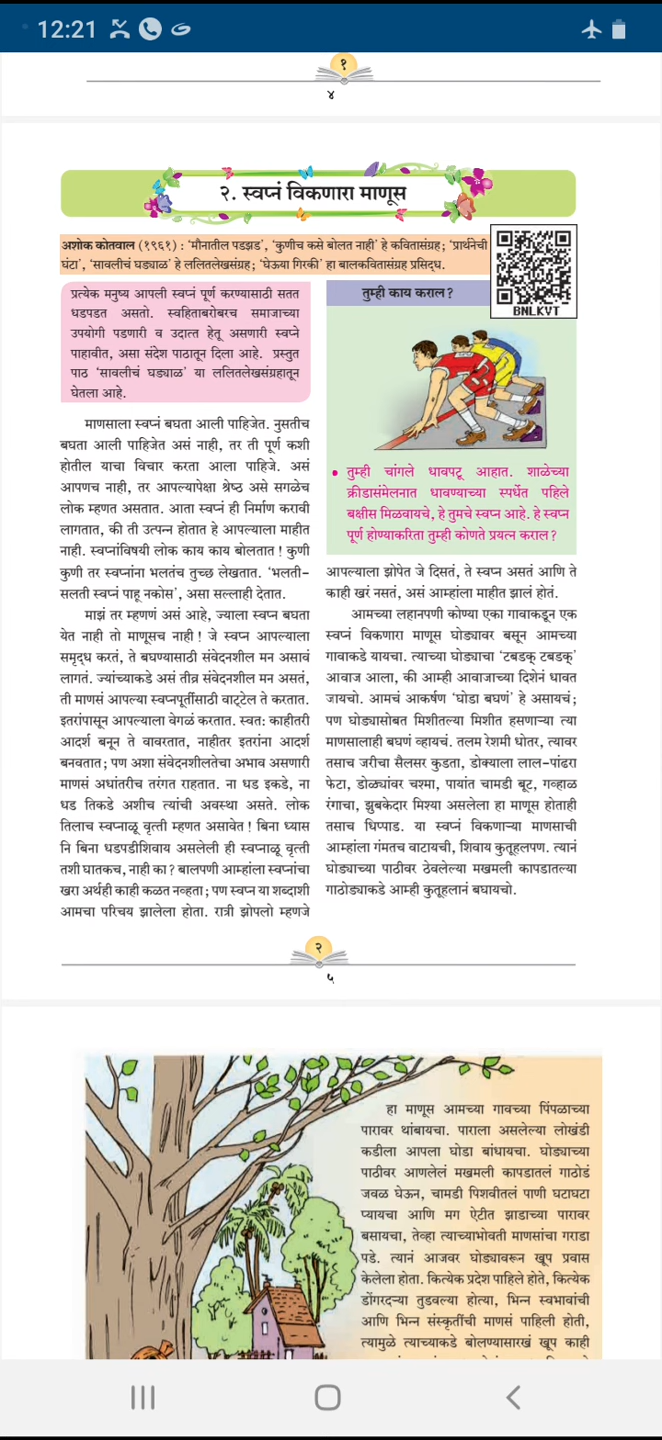 12:21
१
४
२. स्वप्नं विकणारा माणूस
अशोक कोतवाल (१९६१) : ‘मौनातील पडझड’, ‘कुणीच कसे बोलत नाही’ हे कवितासंग्रह; ‘प्रार्थनेची
घंटा’, ‘सावलीचं घड्याळ’ हे ललितलेखसंग्रह; ‘घेऊया गिरकी’ हा बालकवितासंग्रह प्रसिद्ध.
BNLKVT
प्रत्येक मनुष्य आपली स्वप्नं पूर्ण करण्यासाठी सतत
धडपडत असतो. स्वहिताबरोबरच समाजाच्या
उपयोगी पडणारी व उदात्त हेतू असणारी स्वप्ने
पाहावीत, असा संदेश पाठातून दिला आहे. प्रस्तुत
पाठ ‘सावलीचं घड्याळ’ या ललितलेखसंग्रहातून
घेतला आहे.
माणसाला स्वप्नं बघता आली पाहिजेत. नुसतीच
बघता आली पाहिजेत असं नाही, तर ती पूर्ण कशी
होतील याचा विचार करता आला पाहिजे. असं
आपणच नाही, तर आपल्यापेक्षा श्रेष्ठ असे सगळेच
लोक म्हणत असतात. आता स्वप्नं ही निर्माण करावी
लागतात, की ती उत्पन्न होतात हे आपल्याला माहीत
नाही. स्वप्नांविषयी लोक काय काय बोलतात! कुणी
कुणी तर स्वप्नांना भलतंच तुच्छ लेखतात. ‘भलती-
सलती स्वप्नं पाहू नकोस’, असा सल्लाही देतात.
माझं तर म्हणणं असं आहे, ज्याला स्वप्न बघता
येत नाही तो माणूसच नाही! जे स्वप्न आपल्याला
समृद्ध करतं, ते बघण्यासाठी संवेदनशील मन असावं
लागतं. ज्यांच्याकडे असं तीव्र संवेदनशील मन असतं,
ती माणसं आपल्या स्वप्नपूर्तीसाठी वाट्टेल ते करतात.
इतरांपासून आपल्याला वेगळं करतात. स्वत: काहीतरी
आदर्श बनून ते वावरतात, नाहीतर इतरांना आदर्श
बनवतात; पण अशा संवेदनशीलतेचा अभाव असणारी
माणसं अधांतरीच तरंगत राहतात. ना धड इकडे, ना
धड तिकडे अशीच त्यांची अवस्था असते. लोक
तिलाच स्वप्नाळू वृत्ती म्हणत असावेत! बिना ध्यास
नि बिना धडपडीशिवाय असलेली ही स्वप्नाळू वृत्ती
तशी घातकच, नाही का? बालपणी आम्हांला स्वप्नांचा
खरा अर्थही काही कळत नव्हता; पण स्वप्न या शब्दाशी
आमचा परिचय झालेला होता. रात्री झोपलो म्हणजे
तुम्ही काय कराल?
• तुम्ही चांगले धावपटू आहात. शाळेच्या
क्रीडासंमेलनात धावण्याच्या स्पर्धेत पहिले
बक्षीस मिळवायचे, हे तुमचे स्वप्न आहे. हे स्वप्न
पूर्ण होण्याकरिता तुम्ही कोणते प्रयत्न कराल?
आपल्याला झोपेत जे दिसतं, ते स्वप्न असतं आणि ते
काही खरं नसतं, असं आम्हांला माहीत झालं होतं.
आमच्या लहानपणी कोण्या एका गावाकडून एक
स्वप्नं विकणारा माणूस घोड्यावर बसून आमच्या
गावाकडे यायचा. त्याच्या घोड्याचा ‘टबडक् टबडक्’
आवाज आला, की आम्ही आवाजाच्या दिशेनं धावत
जायचो. आमचं आकर्षण ‘घोडा बघणं’ हे असायचं;
पण घोड्यासोबत मिशीतल्या मिशीत हसणाऱ्या त्या
माणसालाही बघणं व्हायचं. तलम रेशमी धोतर, त्यावर
तसाच जरीचा सैलसर कुडता, डोक्याला लाल-पांढरा
फेटा, डोळ्यांवर चश्मा, पायांत चामडी बूट, गव्हाळ
रंगाचा, झुबकेदार मिश्या असलेला हा माणूस होताही
तसाच धिप्पाड. या स्वप्नं विकणाऱ्या माणसाची
आम्हांला गंमतच वाटायची, शिवाय कुतूहलपण. त्यानं
घोड्याच्या पाठीवर ठेवलेल्या मखमली कापडातल्या
गाठोड्याकडे आम्ही कुतूहलानं बघायचो.
२
५
हा माणूस आमच्या गावच्या पिंपळाच्या
पारावर थांबायचा. पाराला असलेल्या लोखंडी
कडीला आपला घोडा बांधायचा. घोड्याच्या
पाठीवर आणलेलं मखमली कापडातलं गाठोडं
जवळ घेऊन, चामडी पिशवीतलं पाणी घटाघटा
प्यायचा आणि मग ऐटीत झाडाच्या पारावर
बसायचा, तेव्हा त्याच्याभोवती माणसांचा गराडा
पडे. त्यानं आजवर घोड्यावरून खूप प्रवास
केलेला होता. कित्येक प्रदेश पाहिले होते, कित्येक
डोंगरदऱ्या तुडवल्या होत्या, भिन्न स्वभावांची
आणि भिन्न संस्कृतींची माणसं पाहिली होती,
त्यामुळे त्याच्याकडे बोलण्यासारखं खूप काही